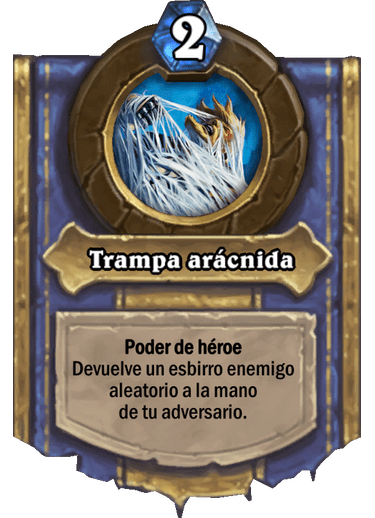 2
Trampa arácnida
Poder de héroe
Devuelve un esbirro enemigo
aleatorio a la mano
de tu adversario.